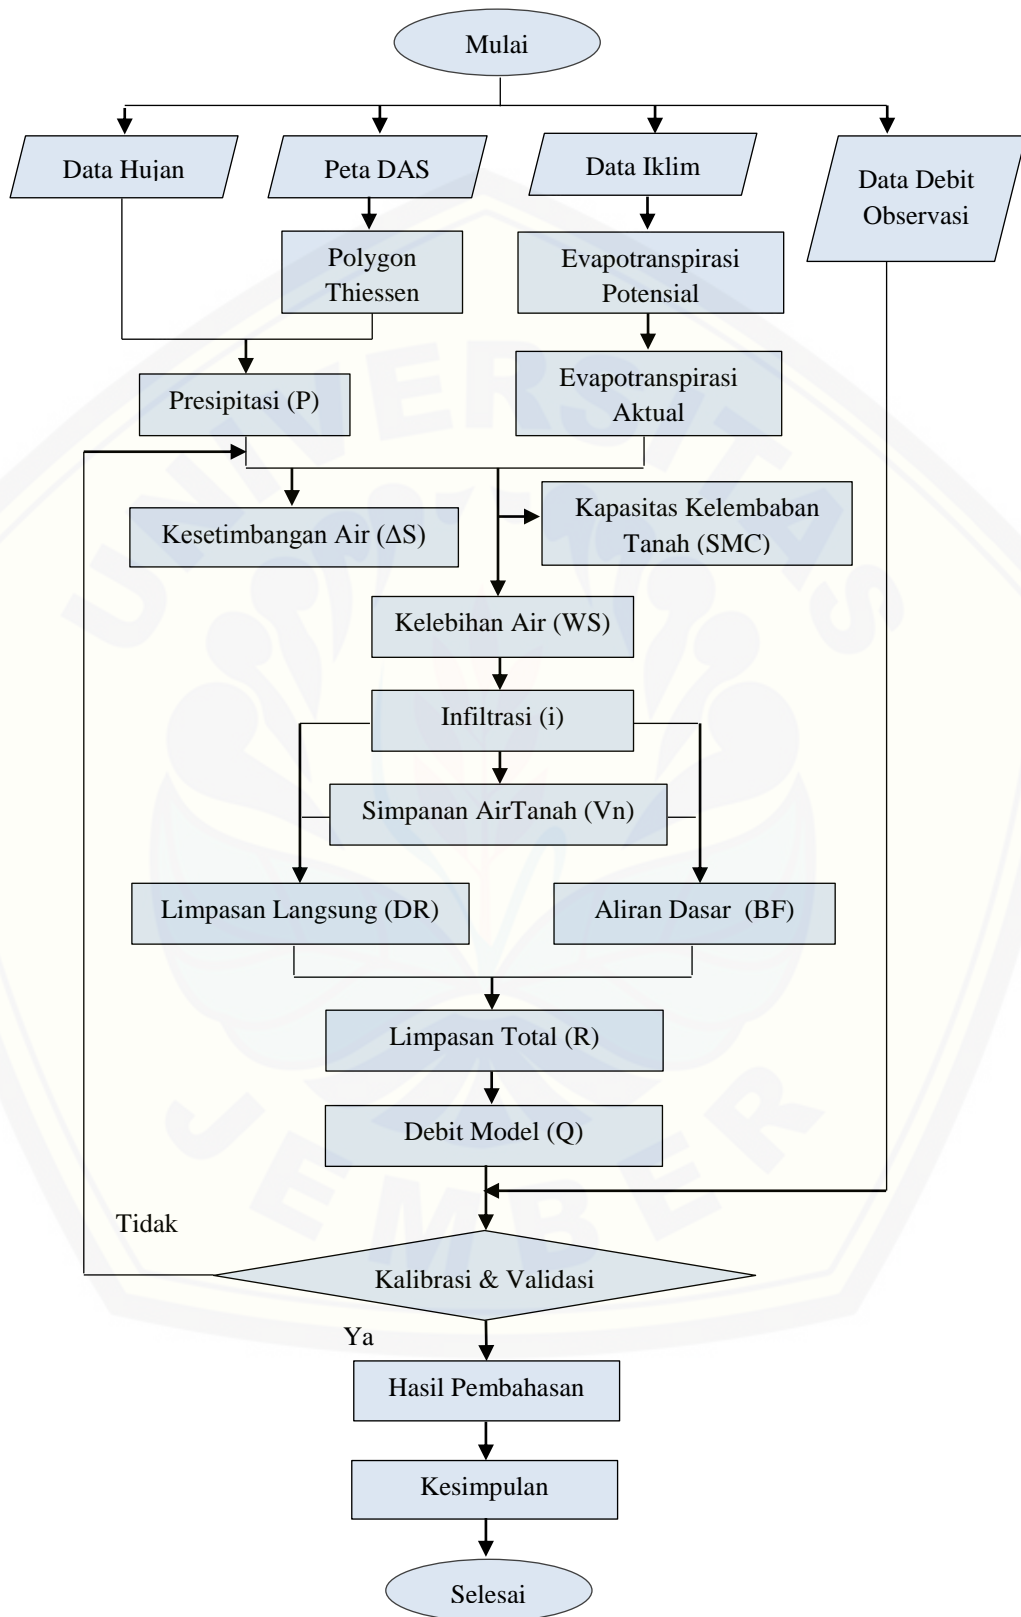 Mulai
Data Hujan
Peta DAS
Data Iklim
Data Debit
Observasi
Polygon
Thiessen
Evapotranspirasi
Potensial
Presipitasi (P)
Evapotranspirasi
Aktual
Kesetimbangan Air (ΔS)
Kapasitas Kelembaban
Tanah (SMC)
Kelebihan Air (WS)
Infiltrasi (i)
Simpanan AirTanah (Vn)
Limpasan Langsung (DR)
Aliran Dasar (BF)
Limpasan Total (R)
Debit Model (Q)
Tidak
Kalibrasi & Validasi
Ya
Hasil Pembahasan
Kesimpulan
Selesai
UNIVERSITAS
JEMBER